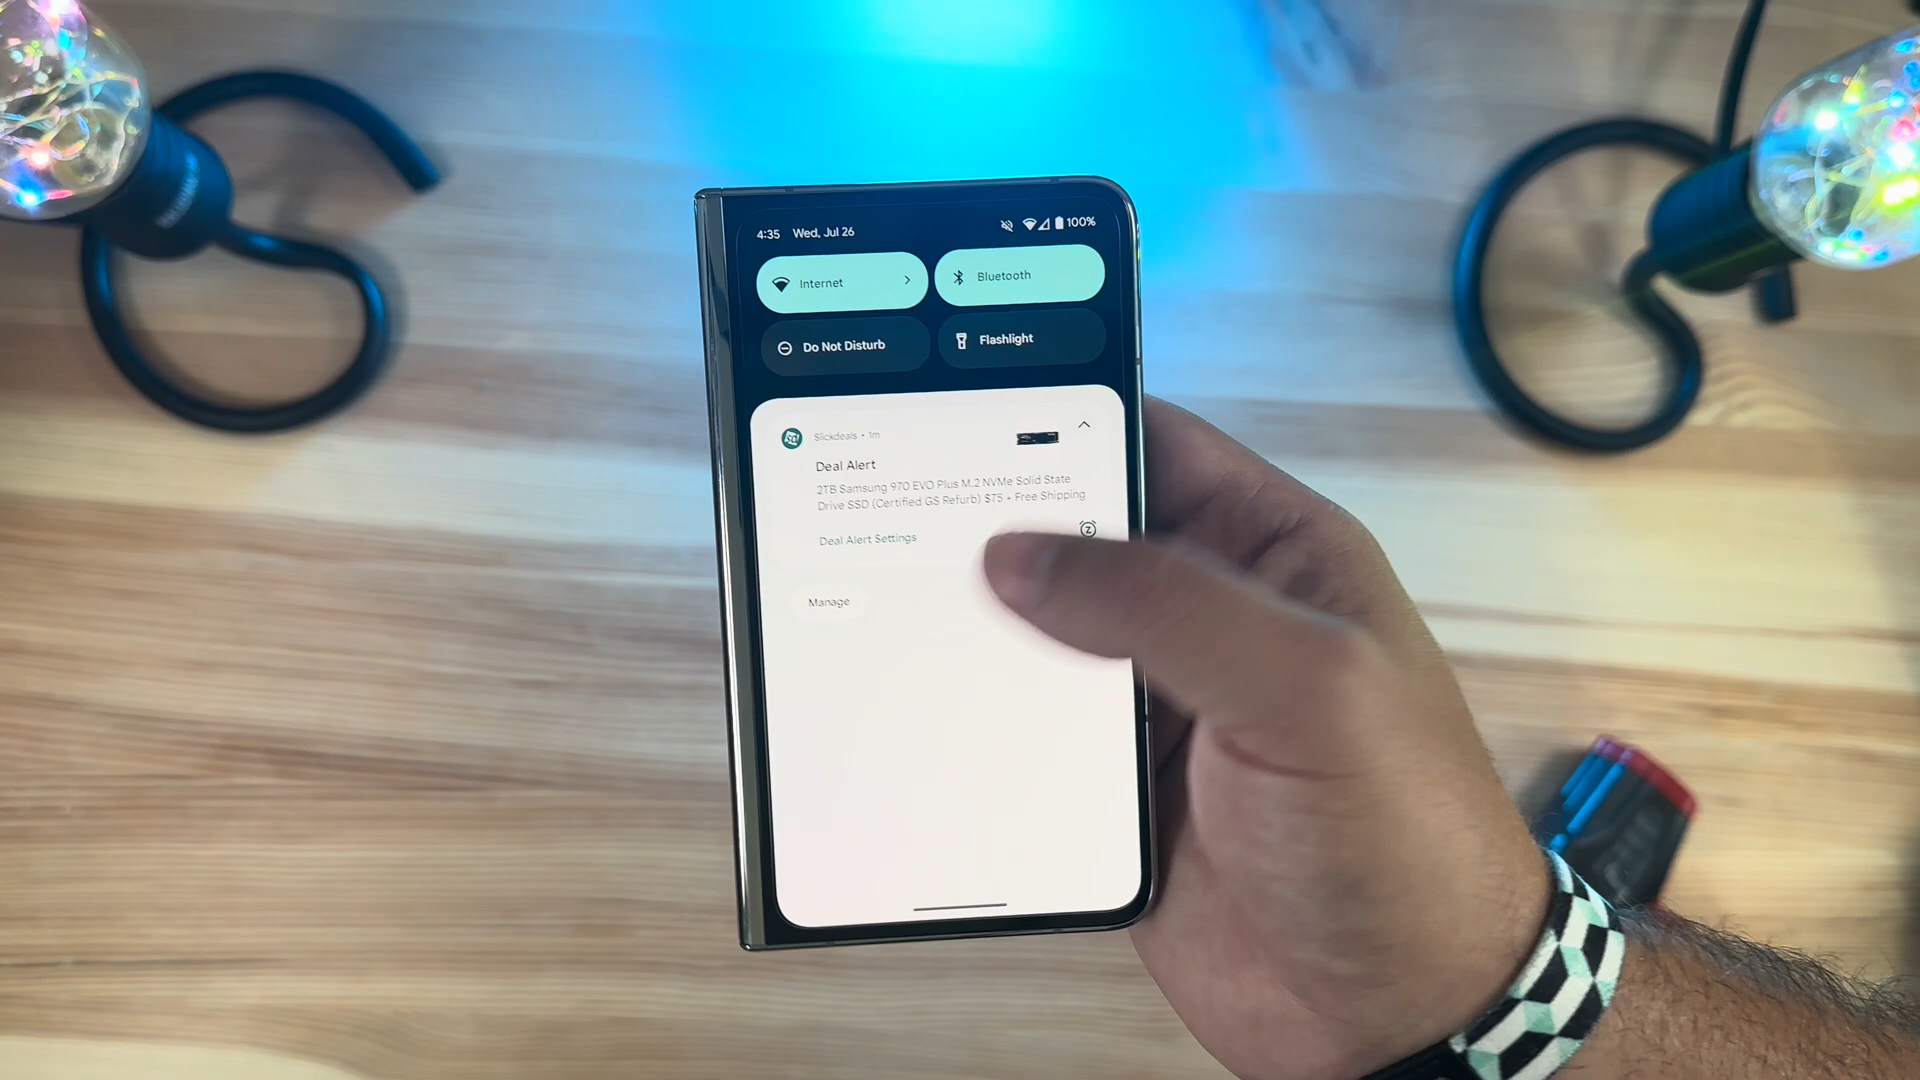 4:35 Wed, Jul 26 100%
Internet Bluetooth
Do Not Disturb Flashlight
Slickdeals • 1m
Deal Alert
2TB Samsung 970 EVO Plus M.2 NVMe Solid State
Drive SSD (Certified GS Refurb) $75 + Free Shipping
Deal Alert Settings
Manage